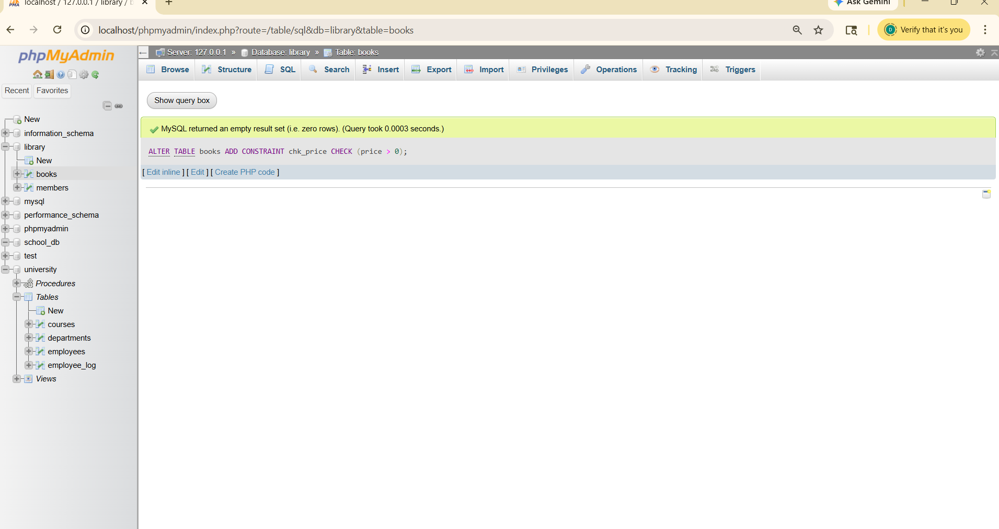 localhost / 127.0.0.1 / library / b
Ask Gemini
localhost/phpmyadmin/index.php?route=/table/sql&db=library&table=books
D
Verify that it's you
phpMyAdmin
Server: 127.0.0.1 » Database: library » Table: books
Browse Structure SQL Search Insert Export Import Privileges Operations Tracking Triggers
Recent Favorites
Show query box
New
information_schema
library
New
books
members
mysql
performance_schema
phpmyadmin
school_db
test
university
Procedures
Tables
New
courses
departments
employees
employee_log
Views
MySQL returned an empty result set (i.e. zero rows). (Query took 0.0003 seconds.)
ALTER TABLE books ADD CONSTRAINT chk_price CHECK (price > 0);
[ Edit inline ] [ Edit ] [ Create PHP code ]